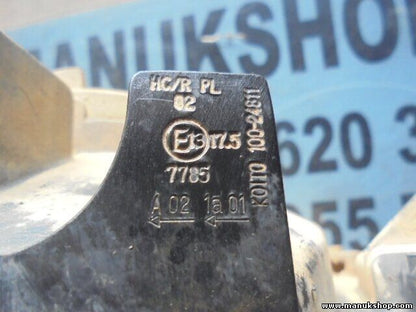 MANUKSHOP.
620 3
55
HC/R PL
02
E13 17.5
7785
A 02 1a 01
KOITO 100-24611
www.manukshop.com